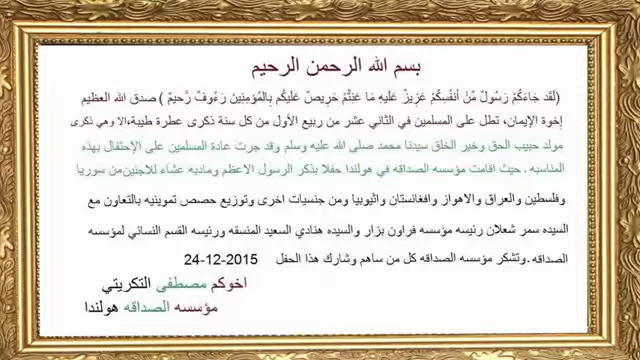 بسم الله الرحمن الرحيم
(لَقَد جَاءَكُمْ رَسُولٌ مِّنْ أَنفُسِكُمْ عَزِيزٌ عَلَيهِ مَا عَنِتُّمْ حَرِيصٌ عَلَيكُم بِالمُؤمِنِين رَءُوفٌ رَّحِيمٌ ) صدق الله العظيم
إخوة الإيمان، تطل على المسلمين في الثاني عشر من ربيع الأول من كل سنة ذكرى عطرة طيبة،الا وهي ذكرى
مولد حبيب الحق وخير الخلق سيدنا محمد صلى الله عليه وسلم وقد جرت عادة المسلمين على الإحتفال بهذه
المناسبه . حيث اقامت مؤسسه الصداقه في هولندا حفلا بذكر الرسول الاعظم ومادبه عشاء للاجئين من سوريا
وفلسطين والعراق والاهواز وافغانستان واثيوبيا ومن جنسيات اخرى وتوزيع حصص تموينيه بالتعاون مع
السيده سمر شعلان رئيسه مؤسسه فراون بزار والسيده هنادي السعيد المنسقه ورئيسه القسم النسائي لمؤسسه
الصداقه .وتشكر مؤسسه الصداقه كل من ساهم وشارك هذا الحفل 24-12-2015
اخوكم مصطفى التكريتي
مؤسسه الصداقه هولندا